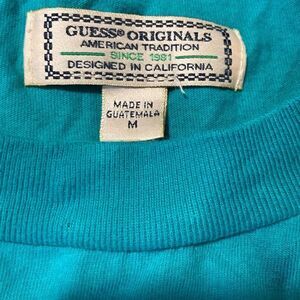 GUESS® ORIGINALS
AMERICAN TRADITION
SINCE 1981
DESIGNED IN CALIFORNIA
MADE IN
GUATEMALA
M